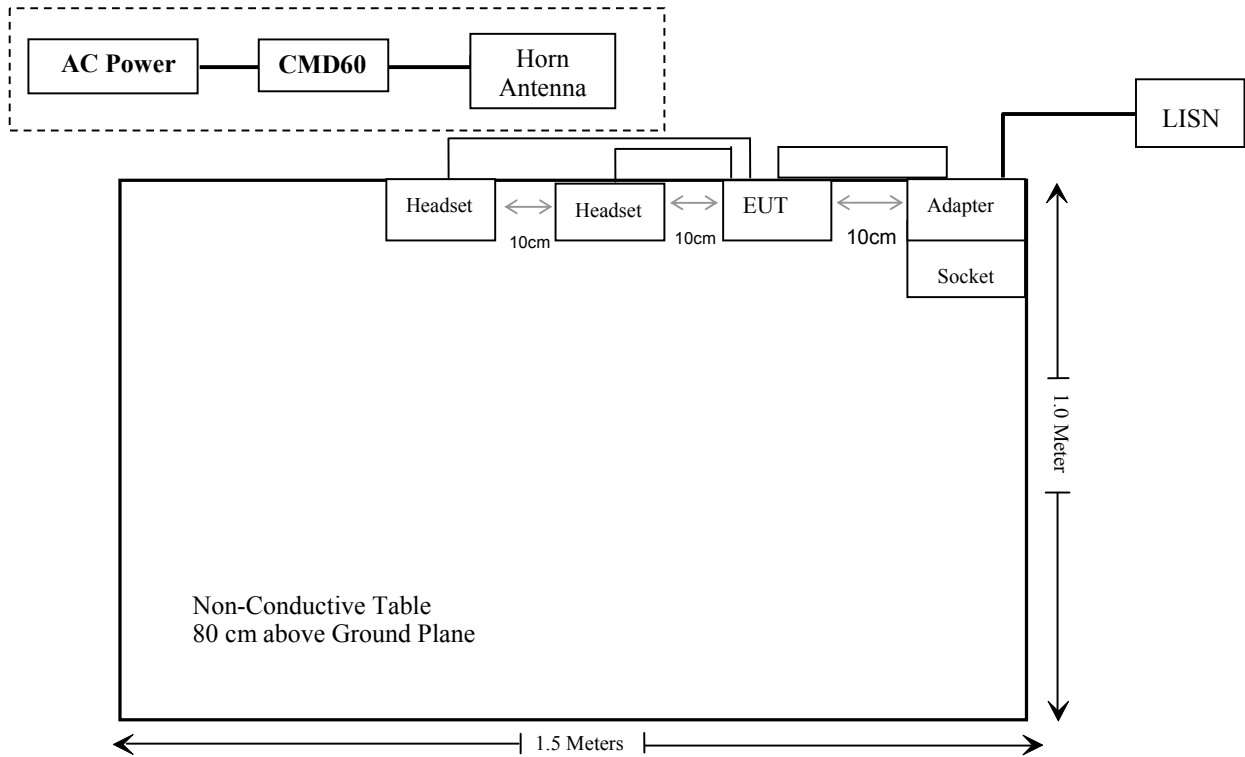 AC Power
CMD60
Horn
Antenna
LISN
Headset
10cm
Headset
10cm
EUT
10cm
Adapter
Socket
1.0 Meter
Non-Conductive Table
80 cm above Ground Plane
1.5 Meters